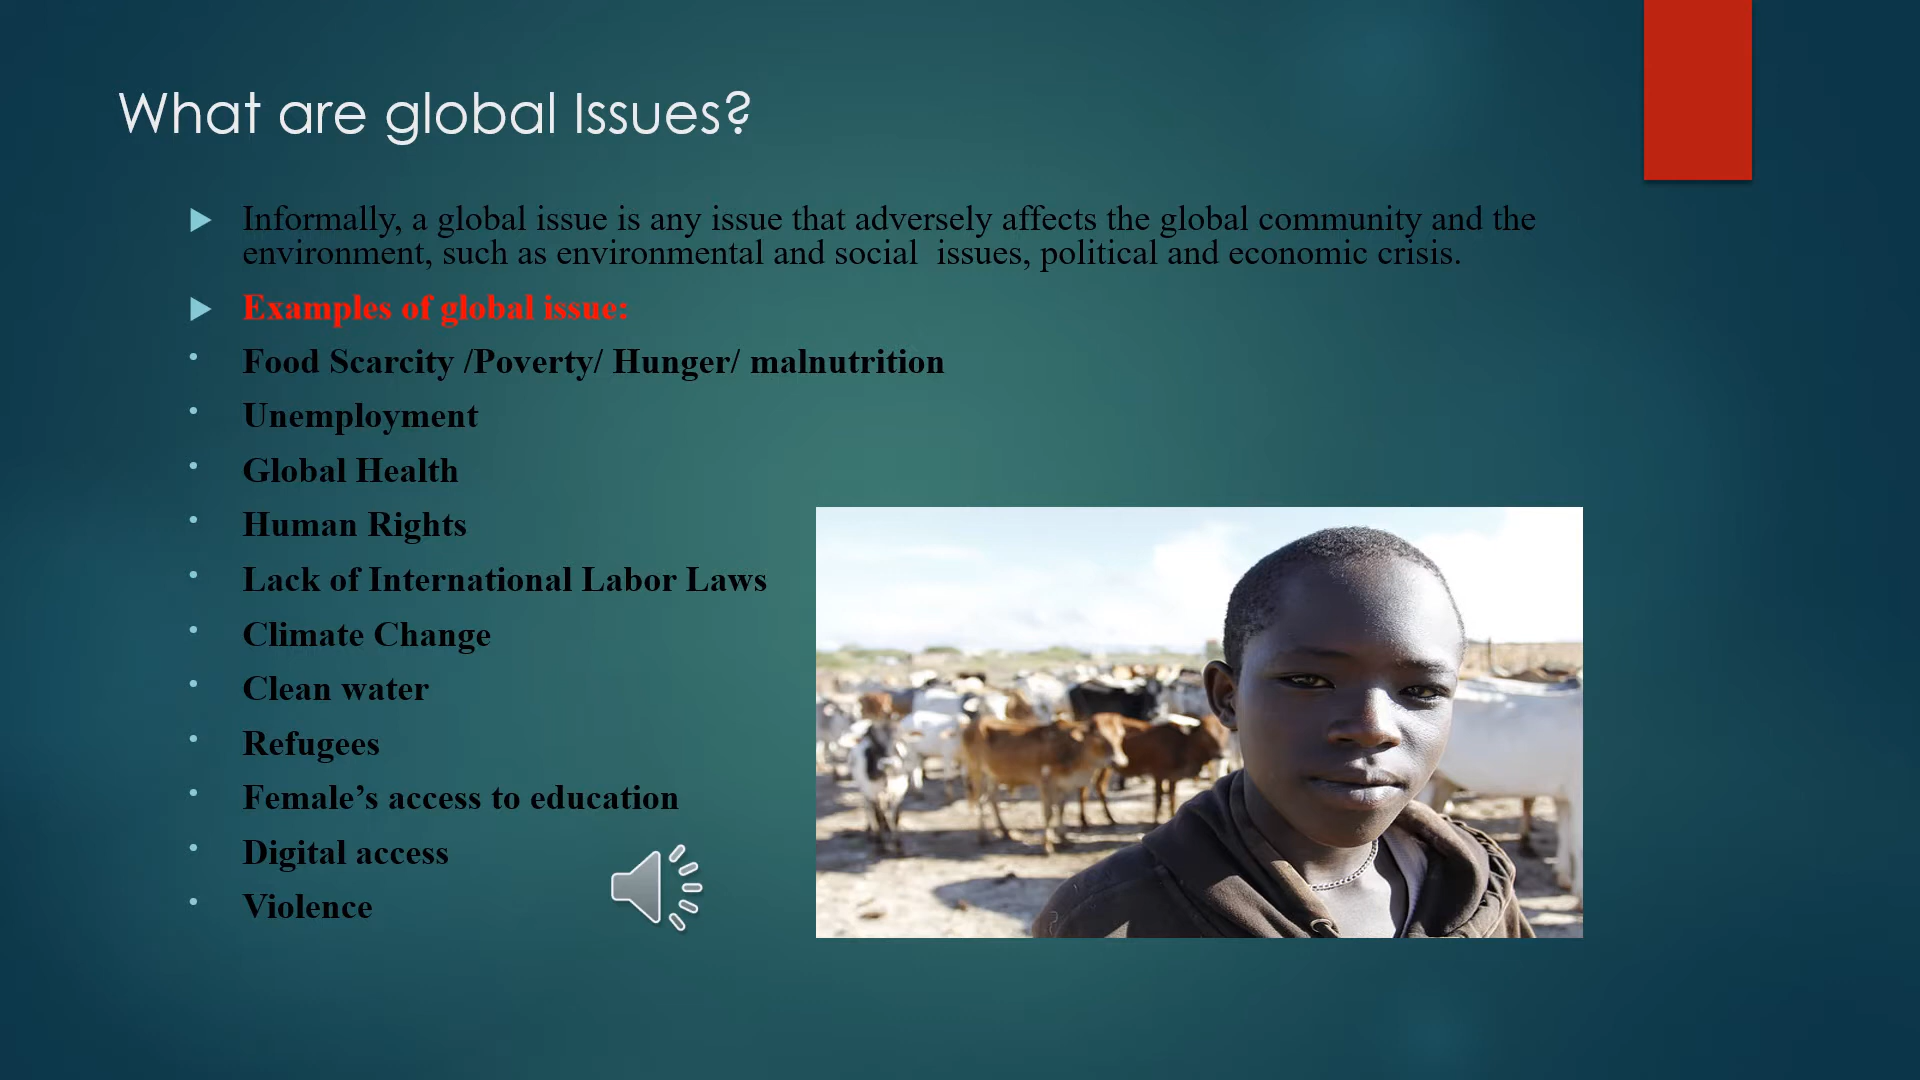 What are global Issues?
Informally, a global issue is any issue that adversely affects the global community and the
environment, such as environmental and social  issues, political and economic crisis.
Examples of global issue:
Food Scarcity /Poverty/ Hunger/ malnutrition
Unemployment
Global Health
Human Rights
Lack of International Labor Laws
Climate Change
Clean water
Refugees
Female’s access to education
Digital access
Violence